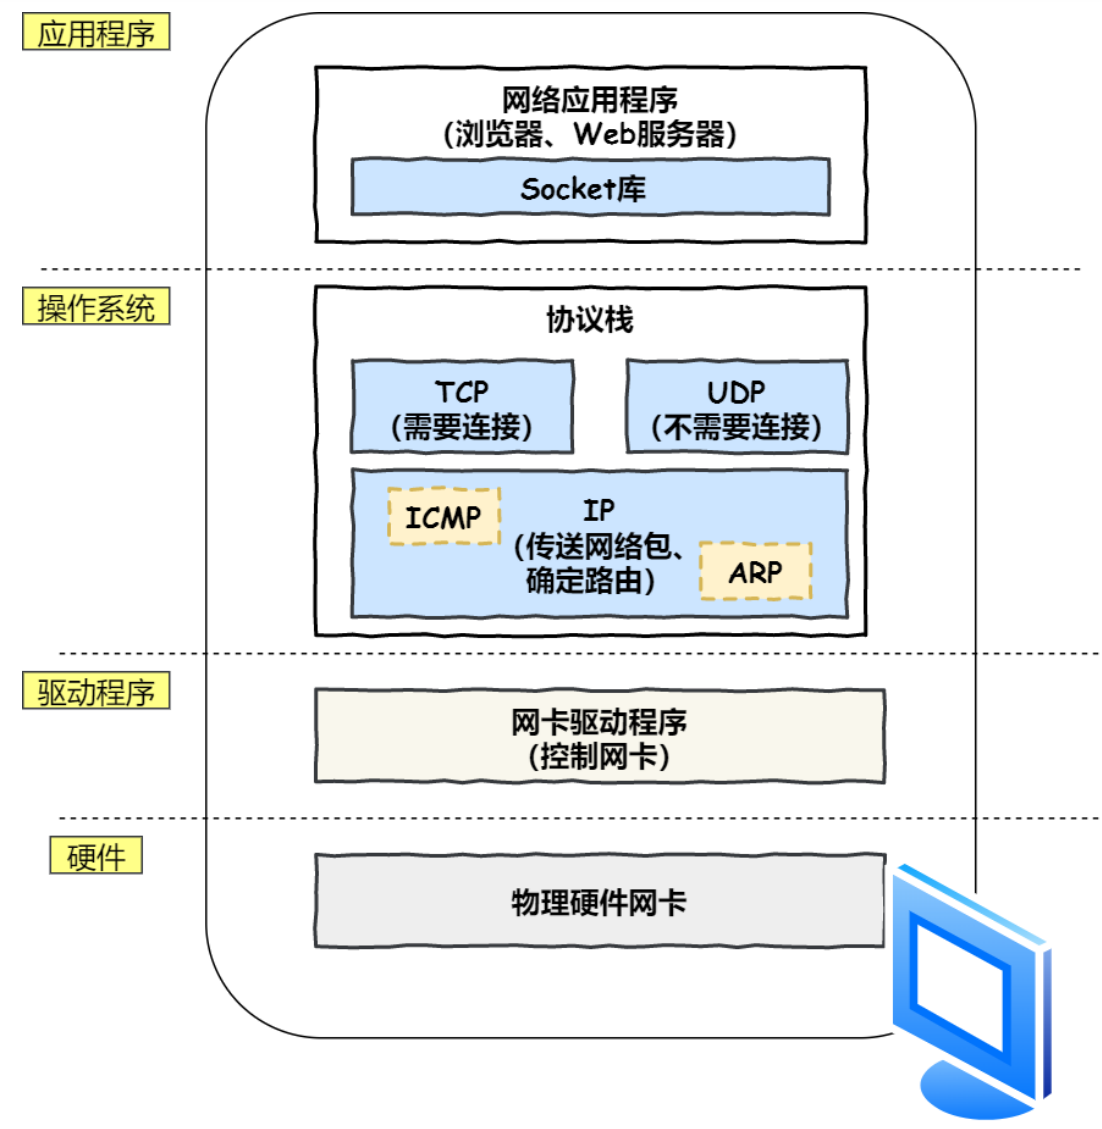 应用程序
网络应用程序
（浏览器、Web服务器）
Socket库
操作系统
协议栈
TCP
（需要连接）
UDP
（不需要连接）
ICMP
IP
（传送网络包、
确定路由）
ARP
驱动程序
网卡驱动程序
（控制网卡）
硬件
物理硬件网卡